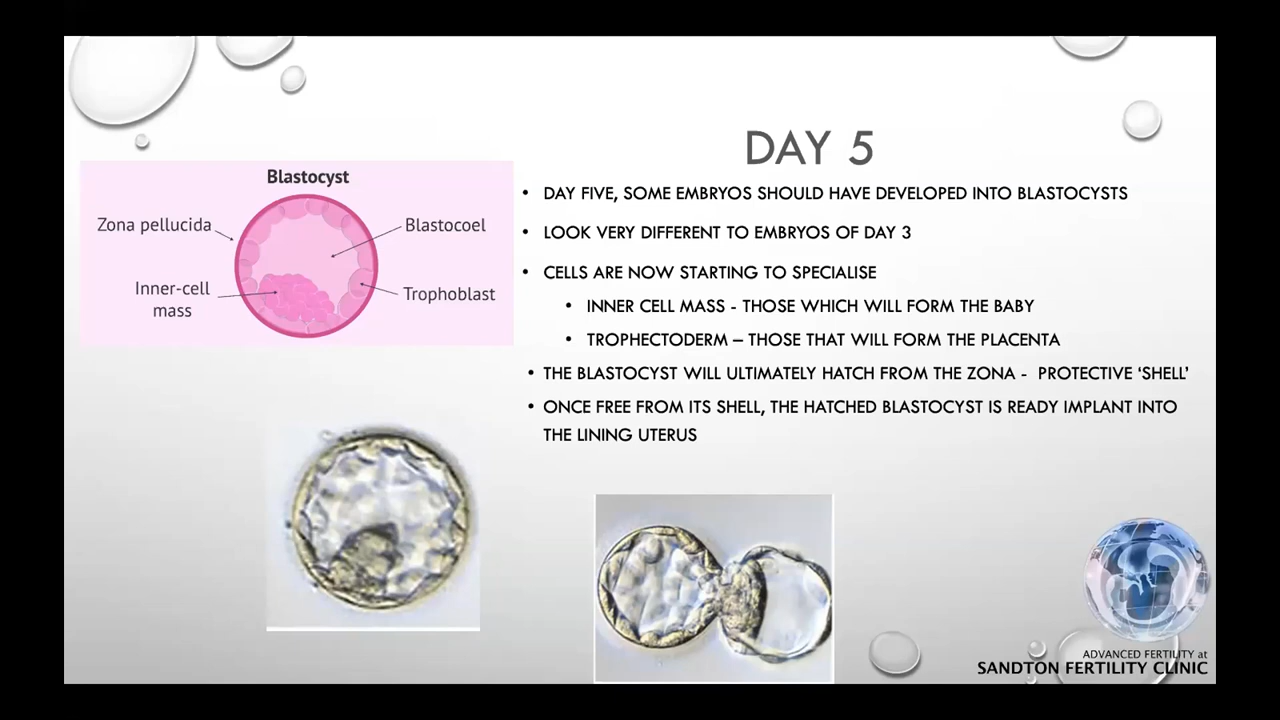 DAY 5
Blastocyst
Zona pellucida
Blastocoel
Inner-cell
mass
Trophoblast
• DAY FIVE, SOME EMBRYOS SHOULD HAVE DEVELOPED INTO BLASTOCYSTS
• LOOK VERY DIFFERENT TO EMBRYOS OF DAY 3
• CELLS ARE NOW STARTING TO SPECIALISE
• INNER CELL MASS - THOSE WHICH WILL FORM THE BABY
• TROPHECTODERM – THOSE THAT WILL FORM THE PLACENTA
• THE BLASTOCYST WILL ULTIMATELY HATCH FROM THE ZONA - PROTECTIVE ‘SHELL’
• ONCE FREE FROM ITS SHELL, THE HATCHED BLASTOCYST IS READY IMPLANT INTO
THE LINING UTERUS
ADVANCED FERTILITY at
SANDTON FERTILITY CLINIC